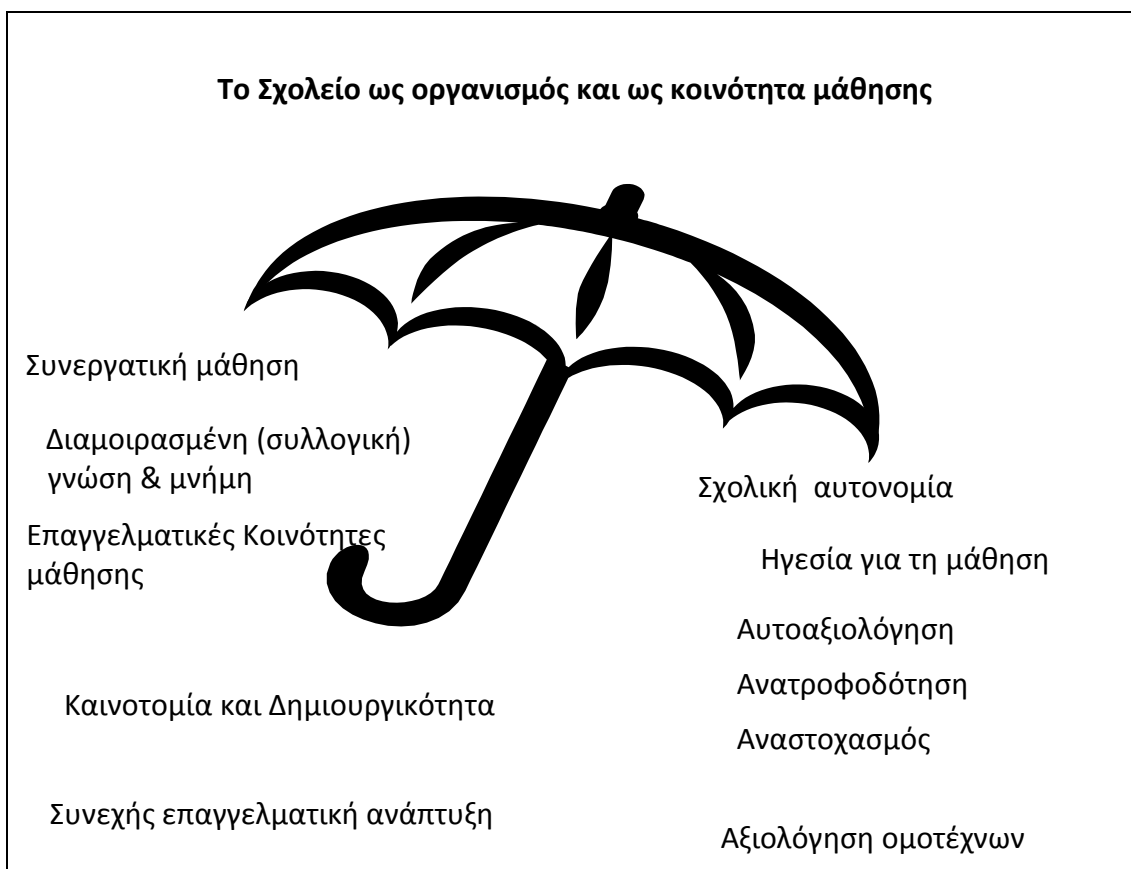 Το Σχολείο ως οργανισμός και ως κοινότητα μάθησης
Συνεργατική μάθηση
Διαμοιρασμένη (συλλογική)
γνώση & μνήμη
Επαγγελματικές Κοινότητες
μάθησης
Καινοτομία και Δημιουργικότητα
Συνεχής επαγγελματική ανάπτυξη
Σχολική αυτονομία
Ηγεσία για τη μάθηση
Αυτοαξιολόγηση
Ανατροφοδότηση
Αναστοχασμός
Αξιολόγηση ομοτέχνων